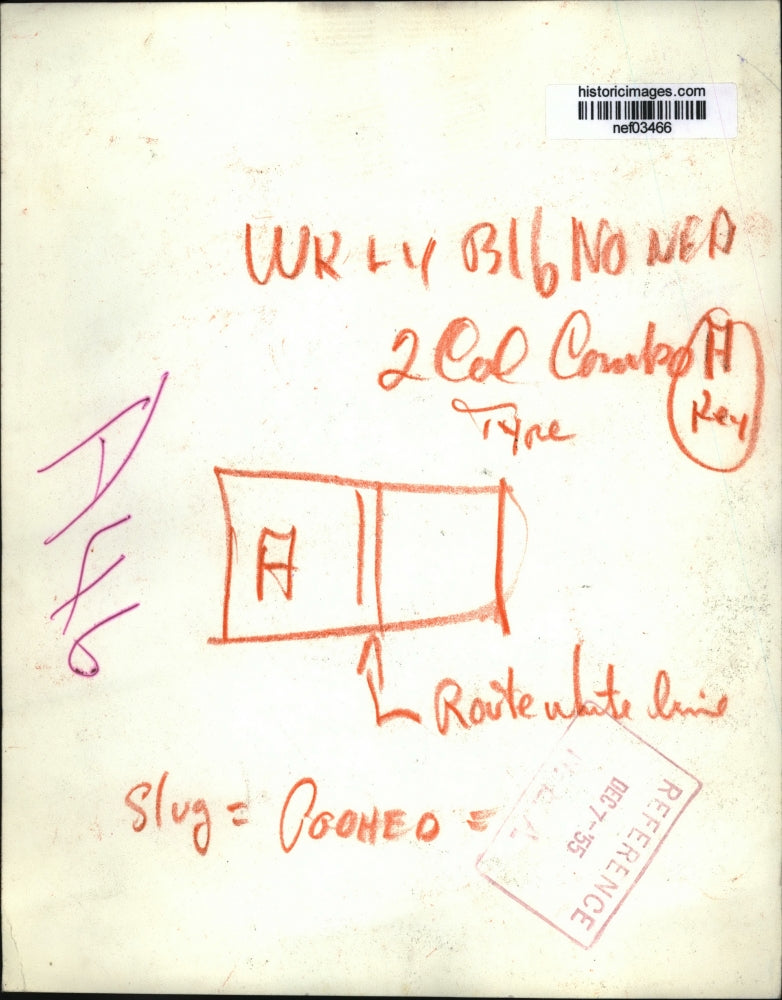 historicimages.com
nef03466
WKLY B16 NO NEA
2 Col Combo A
Type
Key
A
Route white line
Slug =
=
N.E.A.
DEC 7-'55
REFERENCE